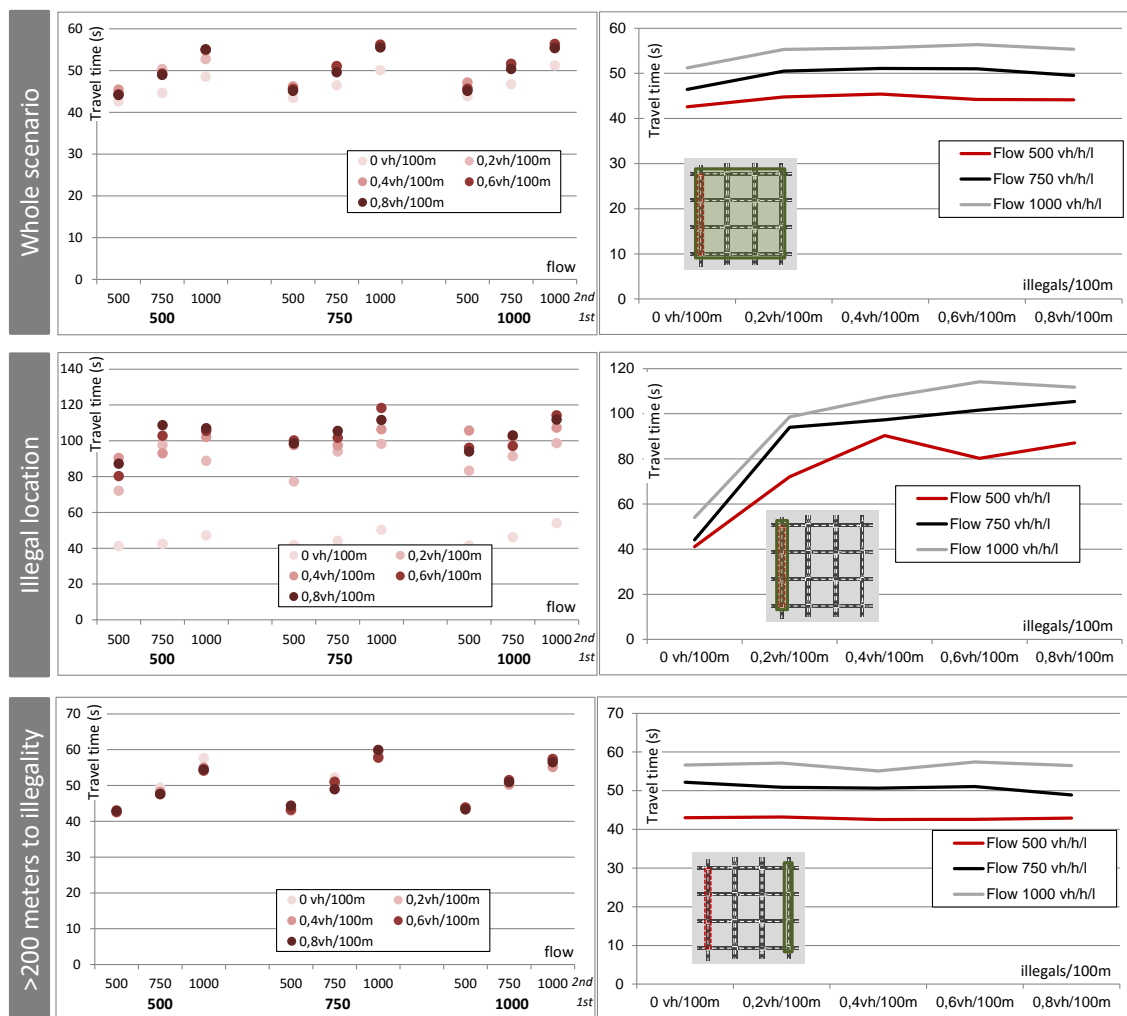 Whole scenario
Travel time (s)
60
50
40
30
20
10
0
0 vh/100m 0,2vh/100m
0,4vh/100m 0,6vh/100m
0,8vh/100m
flow
500 750 1000 500 750 1000 500 750 1000 2nd
500 750 1000 1st
Travel time (s)
60
50
40
30
20
10
0
Flow 500 vh/h/l
Flow 750 vh/h/l
Flow 1000 vh/h/l
illegals/100m
0 vh/100m 0,2vh/100m 0,4vh/100m 0,6vh/100m 0,8vh/100m
Illegal location
Travel time (s)
140
120
100
80
60
40
20
0
0 vh/100m 0,2vh/100m
0,4vh/100m 0,6vh/100m
0,8vh/100m
flow
500 750 1000 500 750 1000 500 750 1000 2nd
500 750 1000 1st
Travel time (s)
120
100
80
60
40
20
0
Flow 500 vh/h/l
Flow 750 vh/h/l
Flow 1000 vh/h/l
illegals/100m
0 vh/100m 0,2vh/100m 0,4vh/100m 0,6vh/100m 0,8vh/100m
>200 meters to illegality
Travel time (s)
70
60
50
40
30
20
10
0
0 vh/100m 0,2vh/100m
0,4vh/100m 0,6vh/100m
0,8vh/100m
flow
500 750 1000 500 750 1000 500 750 1000 2nd
500 750 1000 1st
Travel time (s)
70
60
50
40
30
20
10
0
Flow 500 vh/h/l
Flow 750 vh/h/l
Flow 1000 vh/h/l
illegals/100m
0 vh/100m 0,2vh/100m 0,4vh/100m 0,6vh/100m 0,8vh/100m